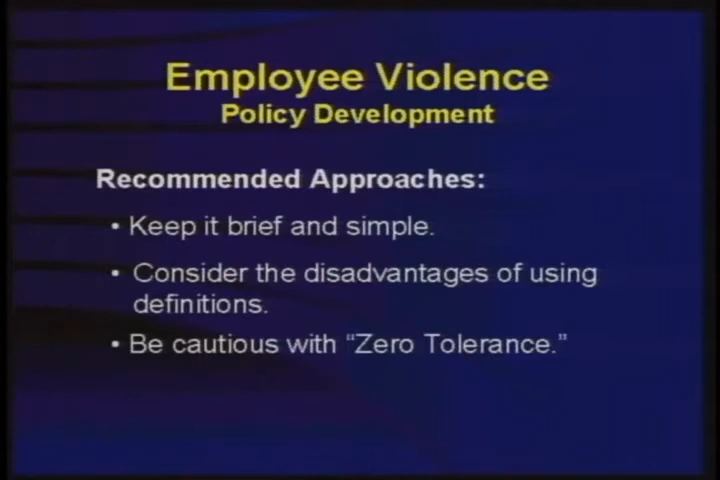 Employee Violence
Policy Development
Recommended Approaches:
• Keep it brief and simple.
• Consider the disadvantages of using
definitions.
• Be cautious with “Zero Tolerance.”